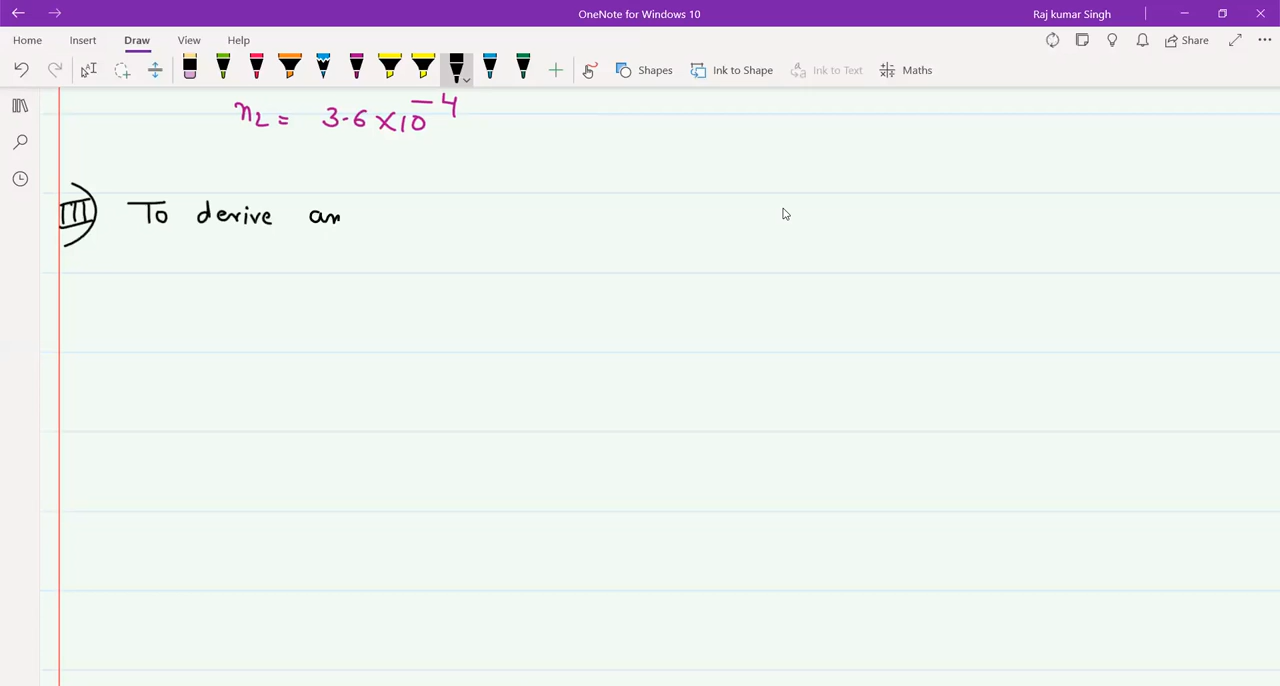 OneNote for Windows 10
Raj kumar Singh
Home Insert Draw View Help
Share
Shapes Ink to Shape Ink to Text Maths
n₂ = 3.6 × 10⁻⁴
III) To derive an